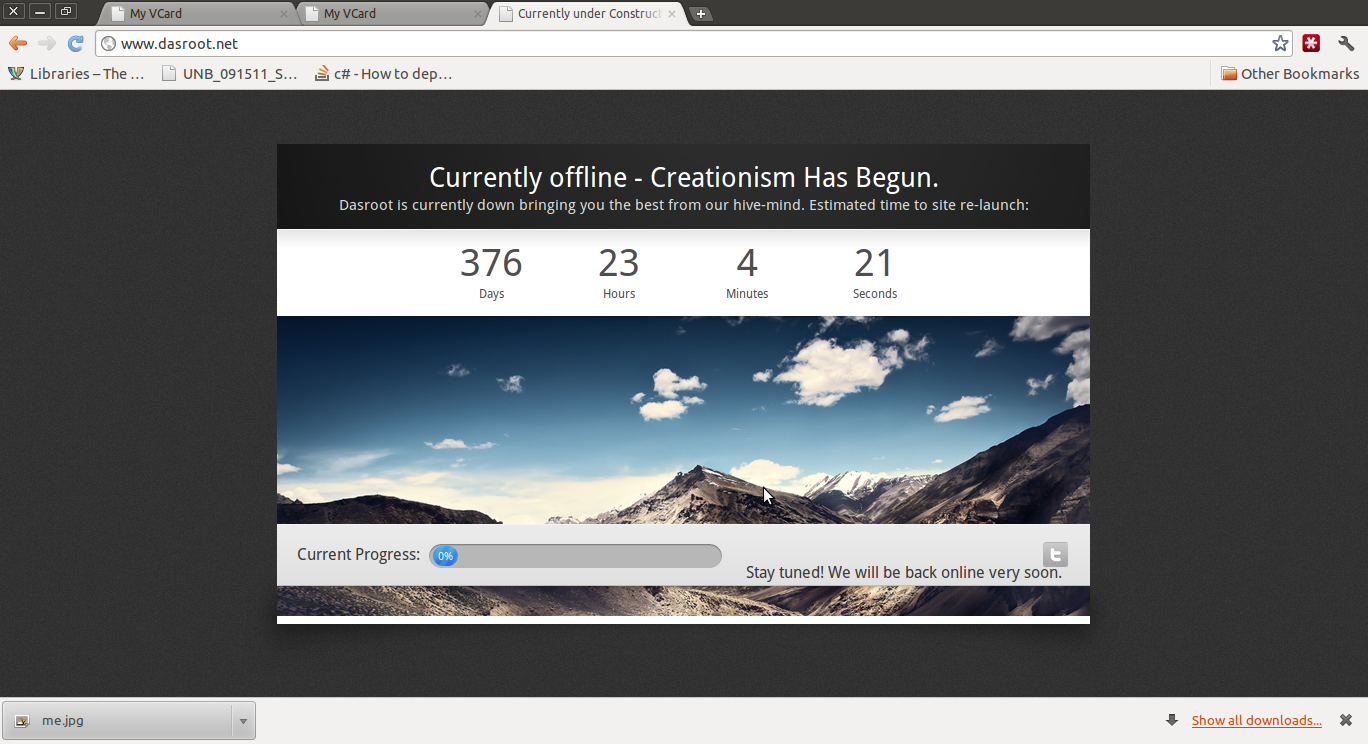 My VCard
My VCard
Currently under Construct
www.dasroot.net
Libraries – The ...
UNB_091511_S...
c# - How to dep...
Other Bookmarks
Currently offline - Creationism Has Begun.
Dasroot is currently down bringing you the best from our hive-mind. Estimated time to site re-launch:
376 23 4 21
Days Hours Minutes Seconds
Current Progress: 0%
Stay tuned! We will be back online very soon.
me.jpg
Show all downloads...